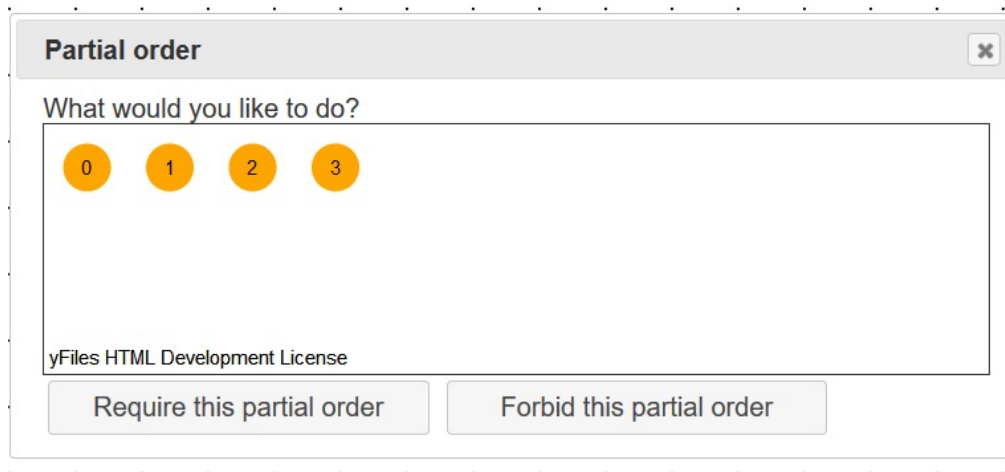 Partial order
What would you like to do?
0 1 2 3
yFiles HTML Development License
Require this partial order Forbid this partial order